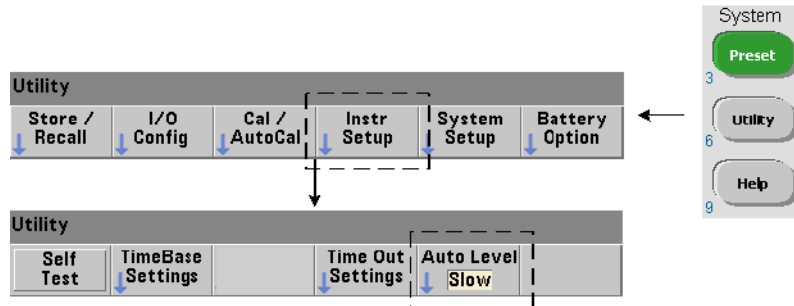 System
Preset
3
Utility
Store / Recall
I/O Config
Cal / AutoCal
Instr Setup
System Setup
Battery Option
Utility
6
Help
9
Utility
Self Test
TimeBase Settings
Time Out Settings
Auto Level Slow